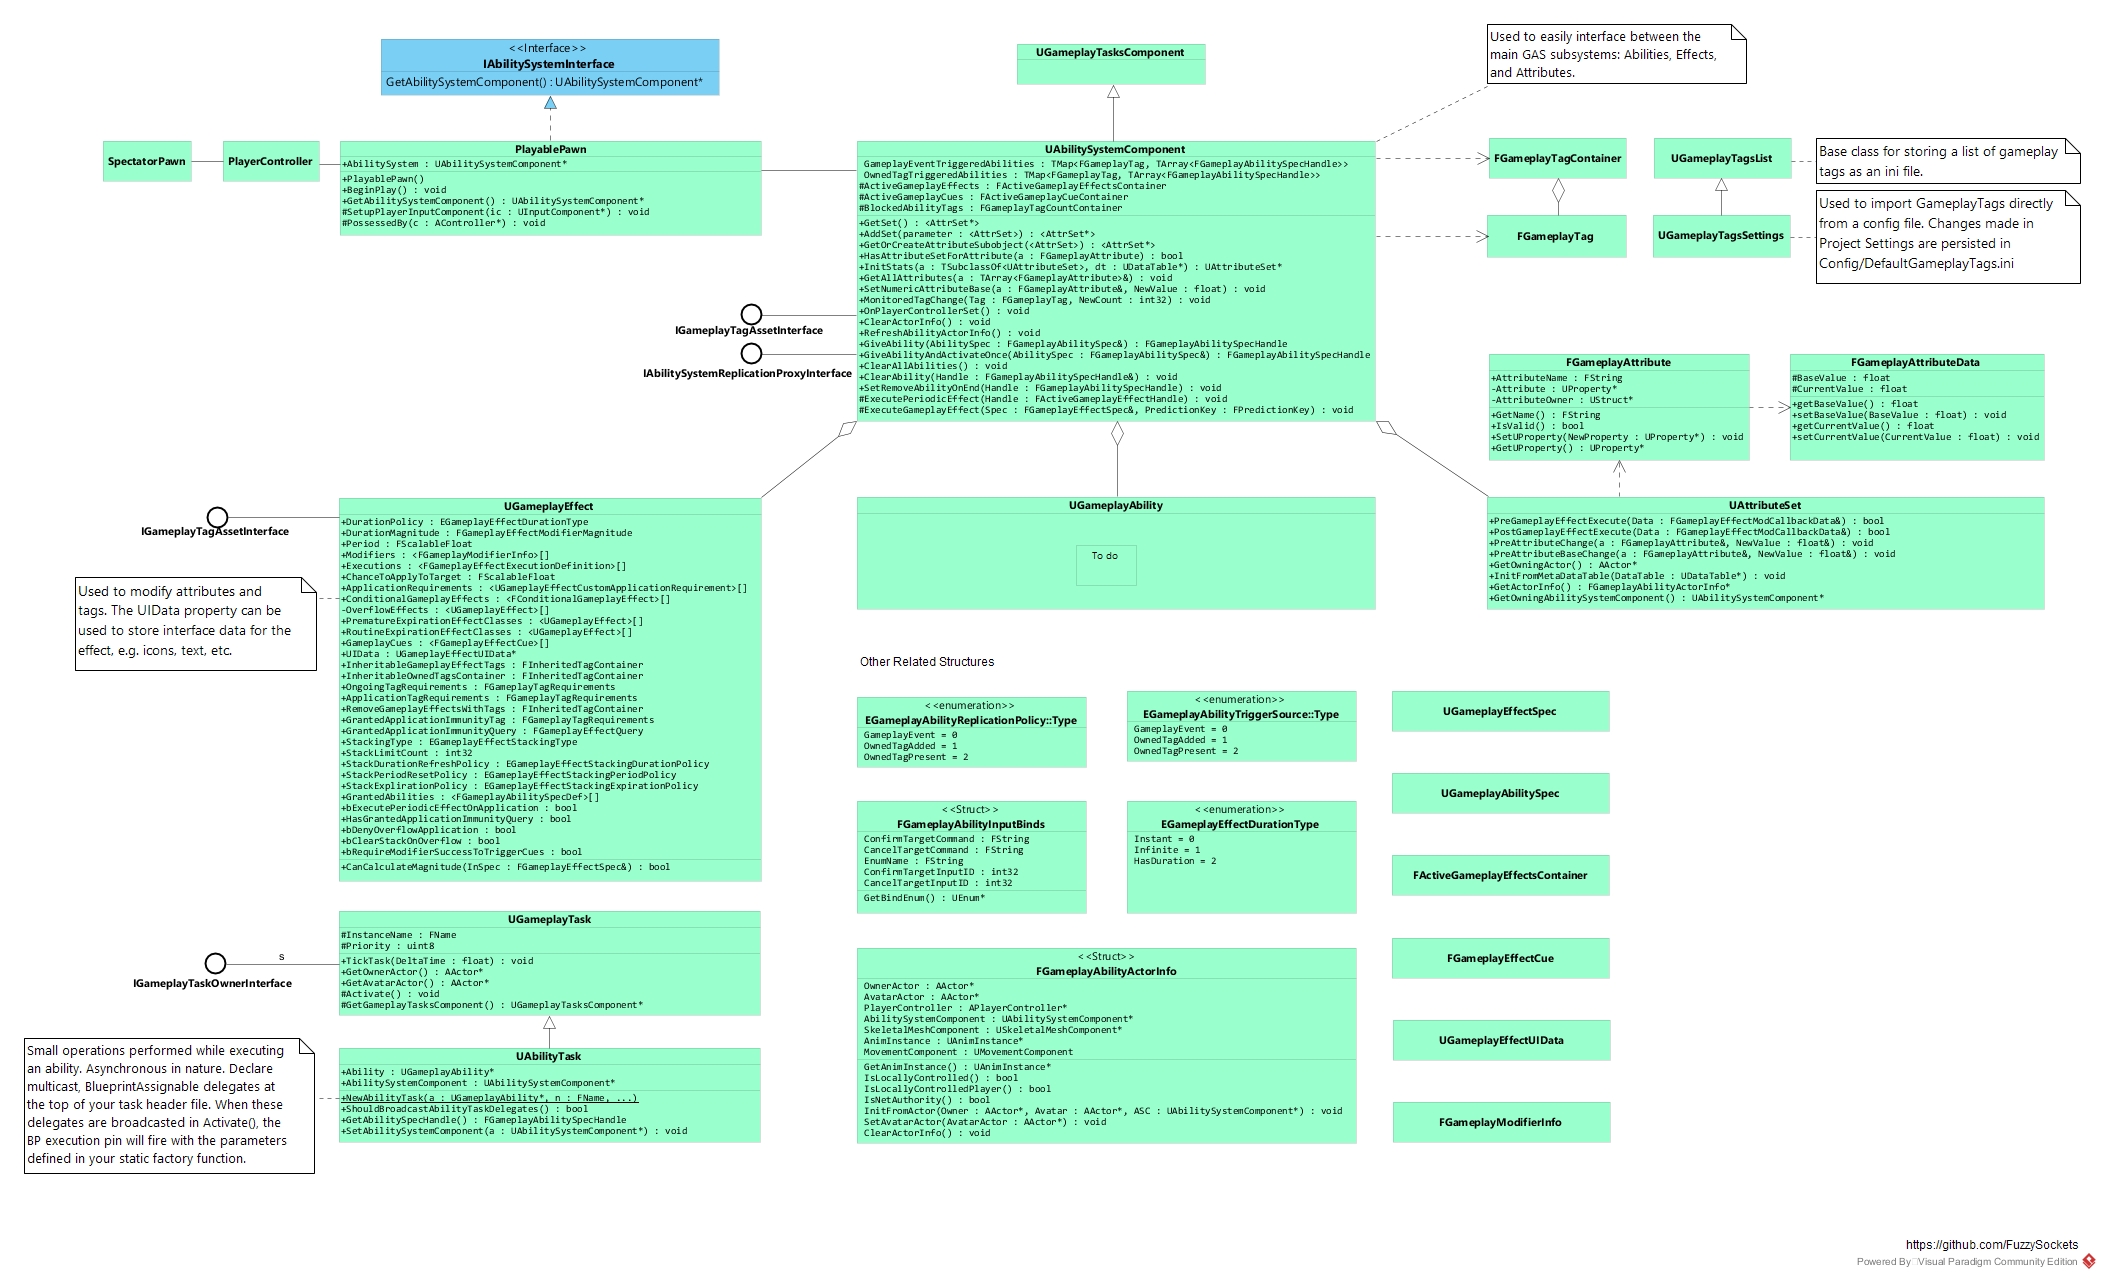 <<Interface>>
IAbilitySystemInterface
GetAbilitySystemComponent() : UAbilitySystemComponent*
UGameplayTasksComponent
Used to easily interface between the
main GAS subsystems: Abilities, Effects,
and Attributes.
SpectatorPawn
PlayerController
PlayablePawn
+AbilitySystem : UAbilitySystemComponent*
+PlayablePawn()
+BeginPlay() : void
+GetAbilitySystemComponent() : UAbilitySystemComponent*
#SetupPlayerInputComponent(ic : UInputComponent*) : void
#PossessedBy(c : AController*) : void
UAbilitySystemComponent
GameplayEventTriggeredAbilities : TMap<FGameplayTag, TArray<FGameplayAbilitySpecHandle>>
OwnedTagTriggeredAbilities : TMap<FGameplayTag, TArray<FGameplayAbilitySpecHandle>>
#ActiveGameplayEffects : FActiveGameplayEffectsContainer
#ActiveGameplayCues : FActiveGameplayCueContainer
#BlockedAbilityTags : FGameplayTagCountContainer
+GetSet() : <AttrSet*>
+AddSet(parameter : <AttrSet>) : <AttrSet*>
+GetOrCreateAttributeSubobject(<AttrSet>) : <AttrSet*>
+HasAttributeSetForAttribute(a : FGameplayAttribute) : bool
+InitStats(a : TSubclassOf<UAttributeSet>, dt : UDataTable*) : UAttributeSet*
+GetAllAttributes(a : TArray<FGameplayAttribute>&) : void
+SetNumericAttributeBase(a : FGameplayAttribute&, NewValue : float) : void
+MonitoredTagChange(Tag : FGameplayTag, NewCount : int32) : void
+OnPlayerControllerSet() : void
+ClearActorInfo() : void
+RefreshAbilityActorInfo() : void
+GiveAbility(AbilitySpec : FGameplayAbilitySpec&) : FGameplayAbilitySpecHandle
+GiveAbilityAndActivateOnce(AbilitySpec : FGameplayAbilitySpec&) : FGameplayAbilitySpecHandle
+ClearAllAbilities() : void
+ClearAbility(Handle : FGameplayAbilitySpecHandle&) : void
+SetRemoveAbilityOnEnd(Handle : FGameplayAbilitySpecHandle) : void
#ExecutePeriodicEffect(Handle : FActiveGameplayEffectHandle) : void
#ExecuteGameplayEffect(Spec : FGameplayEffectSpec&, PredictionKey : FPredictionKey) : void
IGameplayTagAssetInterface
IAbilitySystemReplicationProxyInterface
FGameplayTagContainer
FGameplayTag
UGameplayTagsList
UGameplayTagsSettings
Base class for storing a list of gameplay
tags as an ini file.
Used to import GameplayTags directly
from a config file. Changes made in
Project Settings are persisted in
Config/DefaultGameplayTags.ini
FGameplayAttribute
+AttributeName : FString
-Attribute : UProperty*
-AttributeOwner : UStruct*
+GetName() : FString
+IsValid() : bool
+SetUProperty(NewProperty : UProperty*) : void
+GetUProperty() : UProperty*
FGameplayAttributeData
#BaseValue : float
#CurrentValue : float
+getBaseValue() : float
+setBaseValue(BaseValue : float) : void
+getCurrentValue() : float
+setCurrentValue(CurrentValue : float) : void
IGameplayTagAssetInterface
Used to modify attributes and
tags. The UIData property can be
used to store interface data for the
effect, e.g. icons, text, etc.
UGameplayEffect
+DurationPolicy : EGameplayEffectDurationType
+DurationMagnitude : FGameplayEffectModifierMagnitude
+Period : FScalableFloat
+Modifiers : <FGameplayModifierInfo>[]
+Executions : <FGameplayEffectExecutionDefinition>[]
+ChanceToApplyToTarget : FScalableFloat
+ApplicationRequirements : <UGameplayEffectCustomApplicationRequirement>[]
+ConditionalGameplayEffects : <FConditionalGameplayEffect>[]
-OverflowEffects : <UGameplayEffect>[]
+PrematureExpirationEffectClasses : <UGameplayEffect>[]
+RoutineExpirationEffectClasses : <UGameplayEffect>[]
+GameplayCues : <FGameplayEffectCue>[]
+UIData : UGameplayEffectUIData*
+InheritableGameplayEffectTags : FInheritedTagContainer
+InheritableOwnedTagsContainer : FInheritedTagContainer
+OngoingTagRequirements : FGameplayTagRequirements
+ApplicationTagRequirements : FGameplayTagRequirements
+RemoveGameplayEffectsWithTags : FInheritedTagContainer
+GrantedApplicationImmunityTag : FGameplayTagRequirements
+GrantedApplicationImmunityQuery : FGameplayEffectQuery
+StackingType : EGameplayEffectStackingType
+StackLimitCount : int32
+StackDurationRefreshPolicy : EGameplayEffectStackingDurationPolicy
+StackPeriodResetPolicy : EGameplayEffectStackingPeriodPolicy
+StackExplirationPolicy : EGameplayEffectStackingExpirationPolicy
+GrantedAbilities : <FGameplayAbilitySpecDef>[]
+bExecutePeriodicEffectOnApplication : bool
+HasGrantedApplicationImmunityQuery : bool
+bDenyOverflowApplication : bool
+bClearStackOnOverflow : bool
+bRequireModifierSuccessToTriggerCues : bool
+CanCalculateMagnitude(InSpec : FGameplayEffectSpec&) : bool
UGameplayAbility
To do
UAttributeSet
+PreGameplayEffectExecute(Data : FGameplayEffectModCallbackData&) : bool
+PostGameplayEffectExecute(Data : FGameplayEffectModCallbackData&) : bool
+PreAttributeChange(a : FGameplayAttribute&, NewValue : float&) : void
+PreAttributeBaseChange(a : FGameplayAttribute&, NewValue : float&) : void
+GetOwningActor() : AActor*
+InitFromMetaDataTable(DataTable : UDataTable*) : void
+GetActorInfo() : FGameplayAbilityActorInfo*
+GetOwningAbilitySystemComponent() : UAbilitySystemComponent*
Other Related Structures
<<enumeration>>
EGameplayAbilityReplicationPolicy::Type
GameplayEvent = 0
OwnedTagAdded = 1
OwnedTagPresent = 2
<<enumeration>>
EGameplayAbilityTriggerSource::Type
GameplayEvent = 0
OwnedTagAdded = 1
OwnedTagPresent = 2
UGameplayEffectSpec
UGameplayAbilitySpec
<<Struct>>
FGameplayAbilityInputBinds
ConfirmTargetCommand : FString
CancelTargetCommand : FString
EnumName : FString
ConfirmTargetInputID : int32
CancelTargetInputID : int32
GetBindEnum() : UEnum*
<<enumeration>>
EGameplayEffectDurationType
Instant = 0
Infinite = 1
HasDuration = 2
FActiveGameplayEffectsContainer
UGameplayTask
#InstanceName : FName
#Priority : uint8
+TickTask(DeltaTime : float) : void
+GetOwnerActor() : AActor*
+GetAvatarActor() : AActor*
#Activate() : void
#GetGameplayTasksComponent() : UGameplayTasksComponent*
s
IGameplayTaskOwnerInterface
Small operations performed while executing
an ability. Asynchronous in nature. Declare
multicast, BlueprintAssignable delegates at
the top of your task header file. When these
delegates are broadcasted in Activate(), the
BP execution pin will fire with the parameters
defined in your static factory function.
UAbilityTask
+Ability : UGameplayAbility*
+AbilitySystemComponent : UAbilitySystemComponent*
+NewAbilityTask(a : UGameplayAbility*, n : FName, ...)
+ShouldBroadcastAbilityTaskDelegates() : bool
+GetAbilitySpecHandle() : FGameplayAbilitySpecHandle
+SetAbilitySystemComponent(a : UAbilitySystemComponent*) : void
<<Struct>>
FGameplayAbilityActorInfo
OwnerActor : AActor*
AvatarActor : AActor*
PlayerController : APlayerController*
AbilitySystemComponent : UAbilitySystemComponent*
SkeletalMeshComponent : USkeletalMeshComponent*
AnimInstance : UAnimInstance*
MovementComponent : UMovementComponent
GetAnimInstance() : UAnimInstance*
IsLocallyControlled() : bool
IsLocallyControlledPlayer() : bool
IsNetAuthority() : bool
InitFromActor(Owner : AActor*, Avatar : AActor*, ASC : UAbilitySystemComponent*) : void
SetAvatarActor(AvatarActor : AActor*) : void
ClearActorInfo() : void
FGameplayEffectCue
UGameplayEffectUIData
FGameplayModifierInfo
https://github.com/FuzzySockets
Powered By Visual Paradigm Community Edition